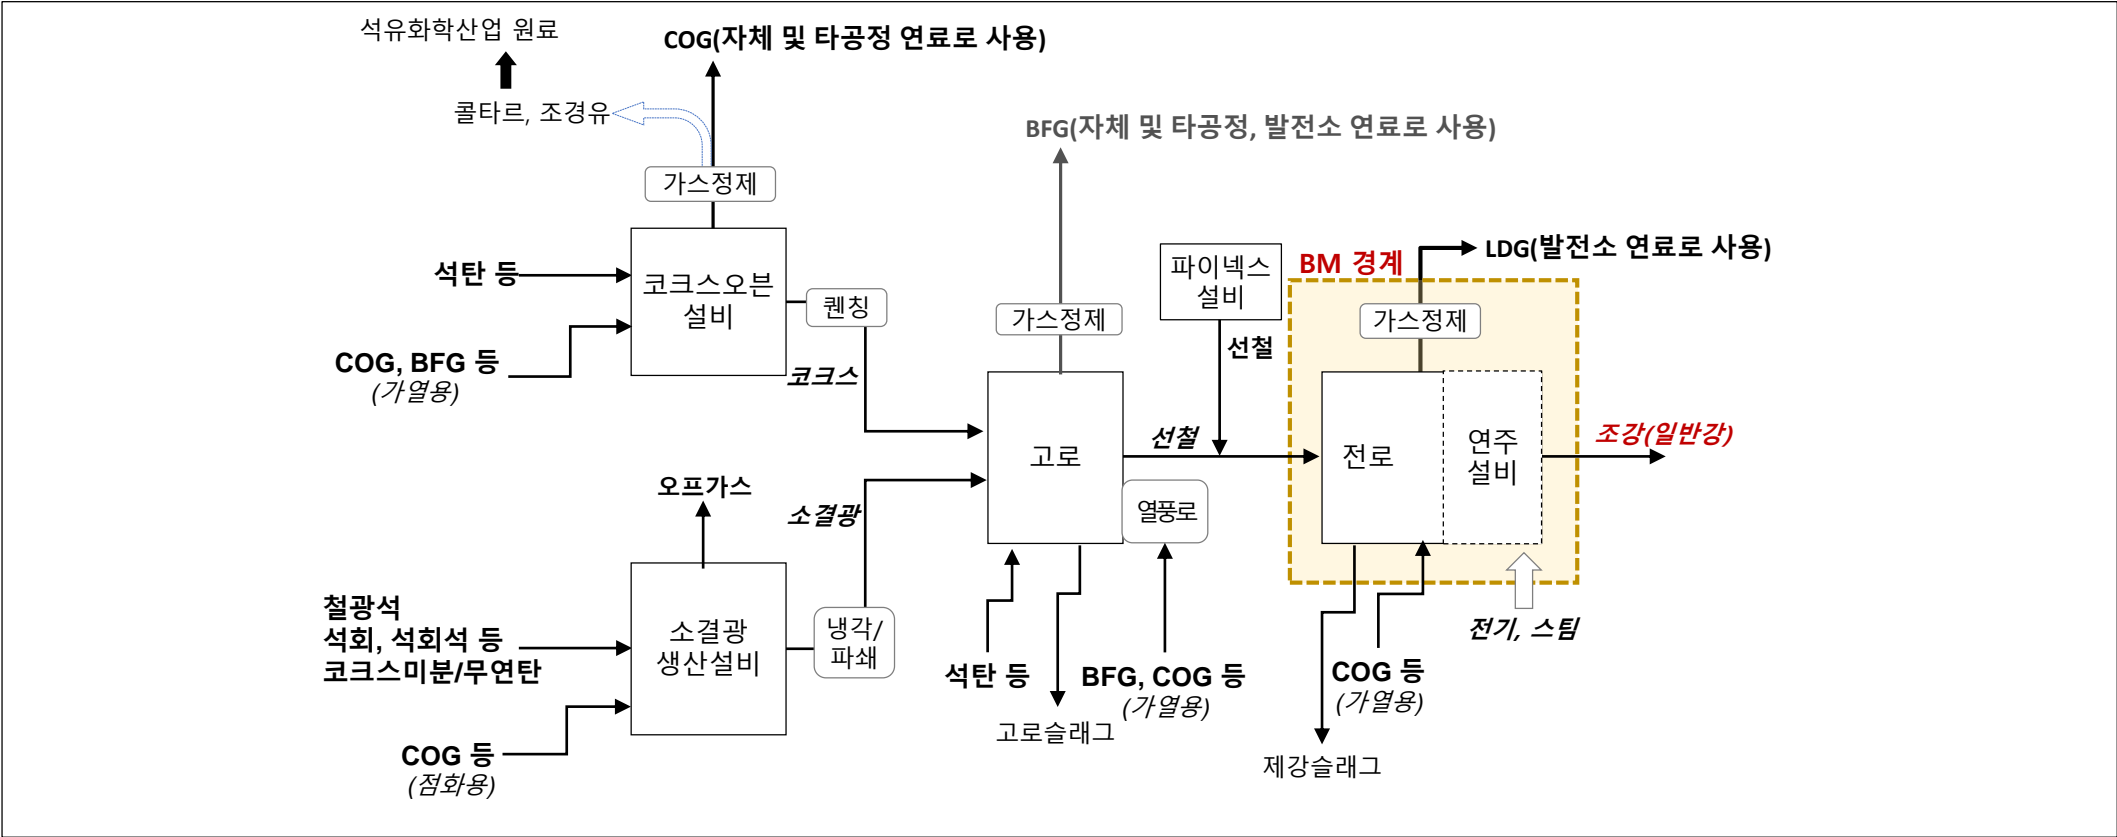 석유화학산업 원료
COG(자체 및 타공정 연료로 사용)
콜타르, 조경유
BFG(자체 및 타공정, 발전소 연료로 사용)
가스정제
석탄 등
코크스오븐
설비
퀜칭
COG, BFG 등
(가열용)
코크스
가스정제
파이넥스
설비
선철
BM 경계
LDG(발전소 연료로 사용)
가스정제
고로
선철
전로
연주
설비
조강(일반강)
오프가스
소결광
열풍로
철광석
석회, 석회석 등
코크스미분/무연탄
소결광
생산설비
냉각/
파쇄
COG 등
(점화용)
석탄 등
고로슬래그
BFG, COG 등
(가열용)
COG 등
(가열용)
전기, 스팀
제강슬래그